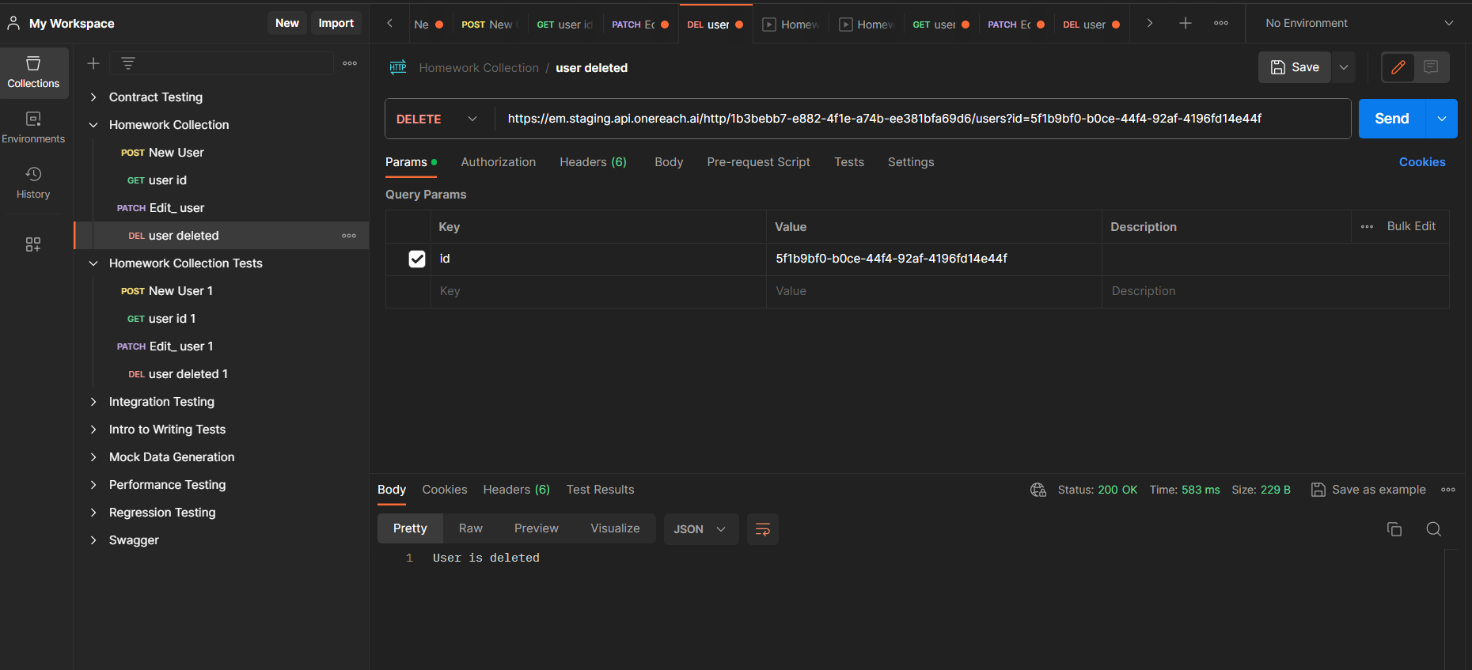 My Workspace New Import
Ne POST New GET user id PATCH Ec DEL user Homew Homew GET user PATCH Ec DEL user No Environment
Collections
Environments
History
Contract Testing
Homework Collection
POST New User
GET user id
PATCH Edit_ user
DEL user deleted
Homework Collection Tests
POST New User 1
GET user id 1
PATCH Edit_ user 1
DEL user deleted 1
Integration Testing
Intro to Writing Tests
Mock Data Generation
Performance Testing
Regression Testing
Swagger
HTTP Homework Collection / user deleted Save
DELETE https://em.staging.api.onereach.ai/http/1b3bebb7-e882-4f1e-a74b-ee381bfa69d6/users?id=5f1b9bf0-b0ce-44f4-92af-4196fd14e44f Send
Params Authorization Headers (6) Body Pre-request Script Tests Settings Cookies
Query Params
Key Value Description Bulk Edit
id 5f1b9bf0-b0ce-44f4-92af-4196fd14e44f
Key Value Description
Body Cookies Headers (6) Test Results Status: 200 OK Time: 583 ms Size: 229 B Save as example
Pretty Raw Preview Visualize JSON
1 User is deleted